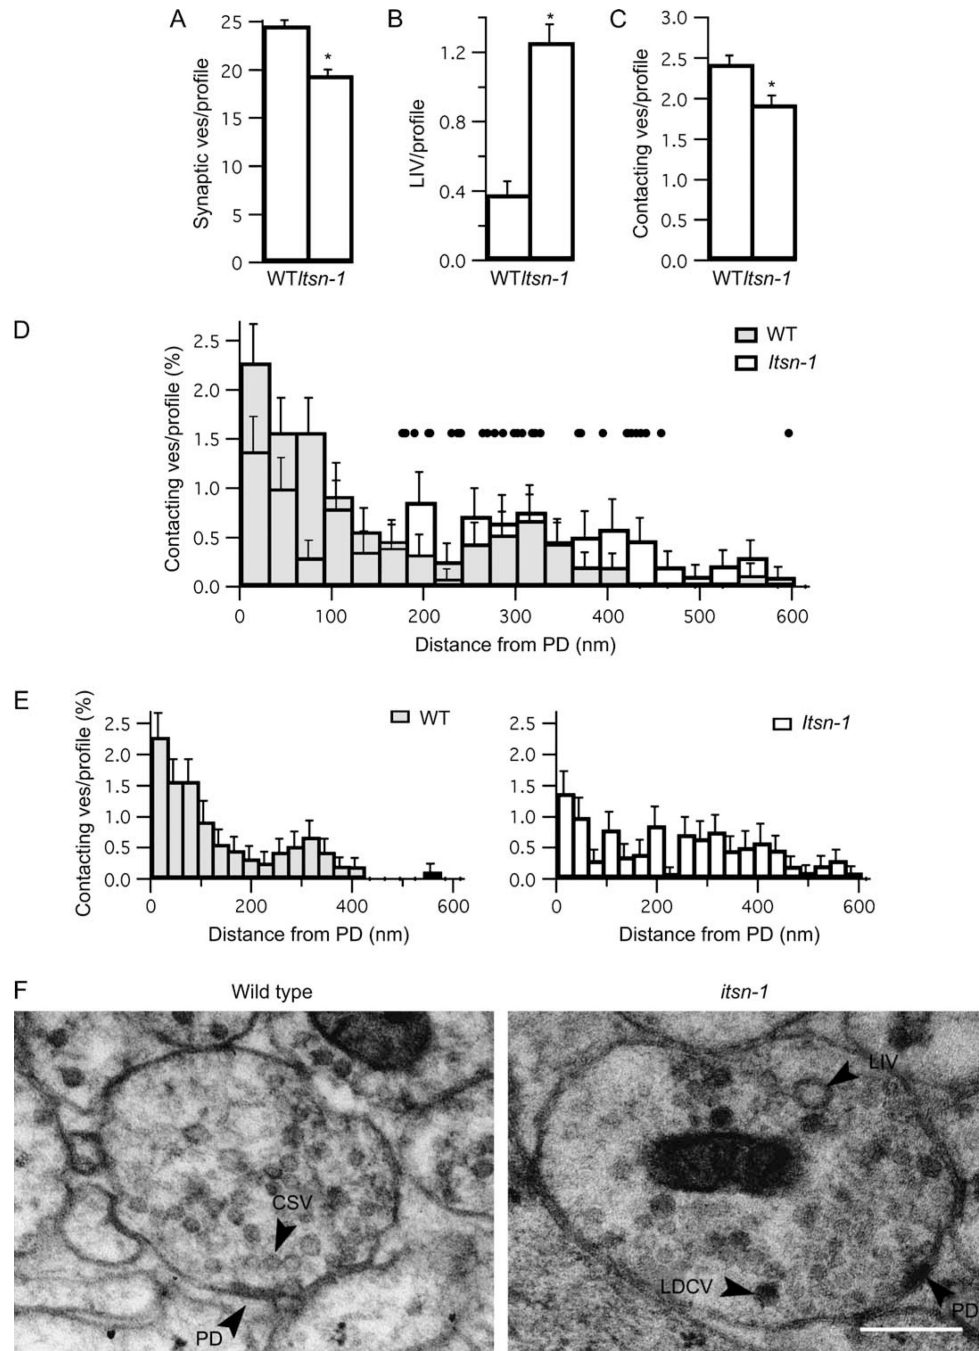 A
Synaptic ves/profile
25
20
15
10
5
0
WTItsn-1
*
B
LIV/profile
1.2
0.8
0.4
0.0
WTItsn-1
*
C
Contacting ves/profile
3.0
2.5
2.0
1.5
1.0
0.5
0.0
WTItsn-1
*
D
Contacting ves/profile (%)
2.5
2.0
1.5
1.0
0.5
0.0
WT
Itsn-1
0 100 200 300 400 500 600
Distance from PD (nm)
E
Contacting ves/profile (%)
2.5
2.0
1.5
1.0
0.5
0.0
WT
0 200 400 600
Distance from PD (nm)
2.5
2.0
1.5
1.0
0.5
0.0
Itsn-1
0 200 400 600
Distance from PD (nm)
F
Wild type
itsn-1
CSV
PD
LIV
LDCV
PD